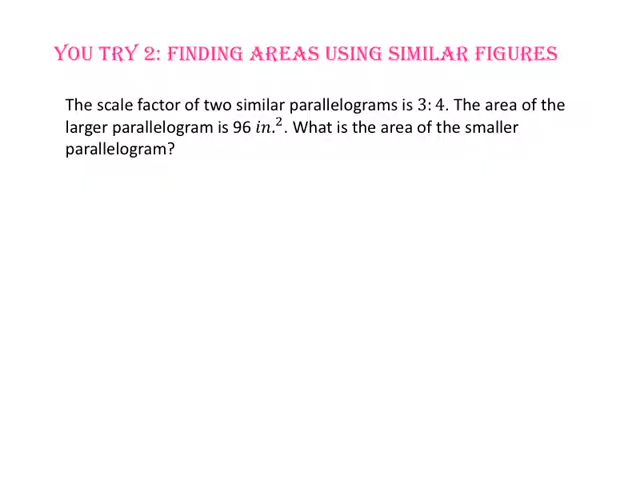 You Try 2: Finding Areas Using Similar Figures
The scale factor of two similar parallelograms is 3: 4. The area of the
larger parallelogram is 96 in.². What is the area of the smaller
parallelogram?